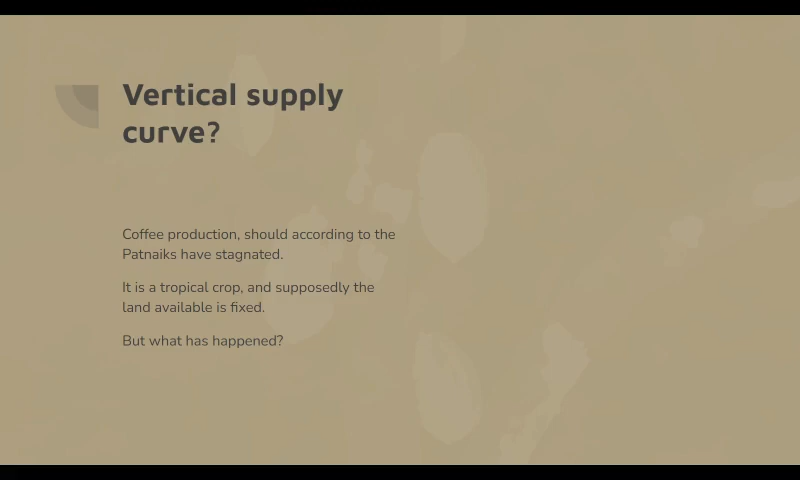 Vertical supply
curve?
Coffee production, should according to the
Patnaiks have stagnated.
It is a tropical crop, and supposedly the
land available is fixed.
But what has happened?